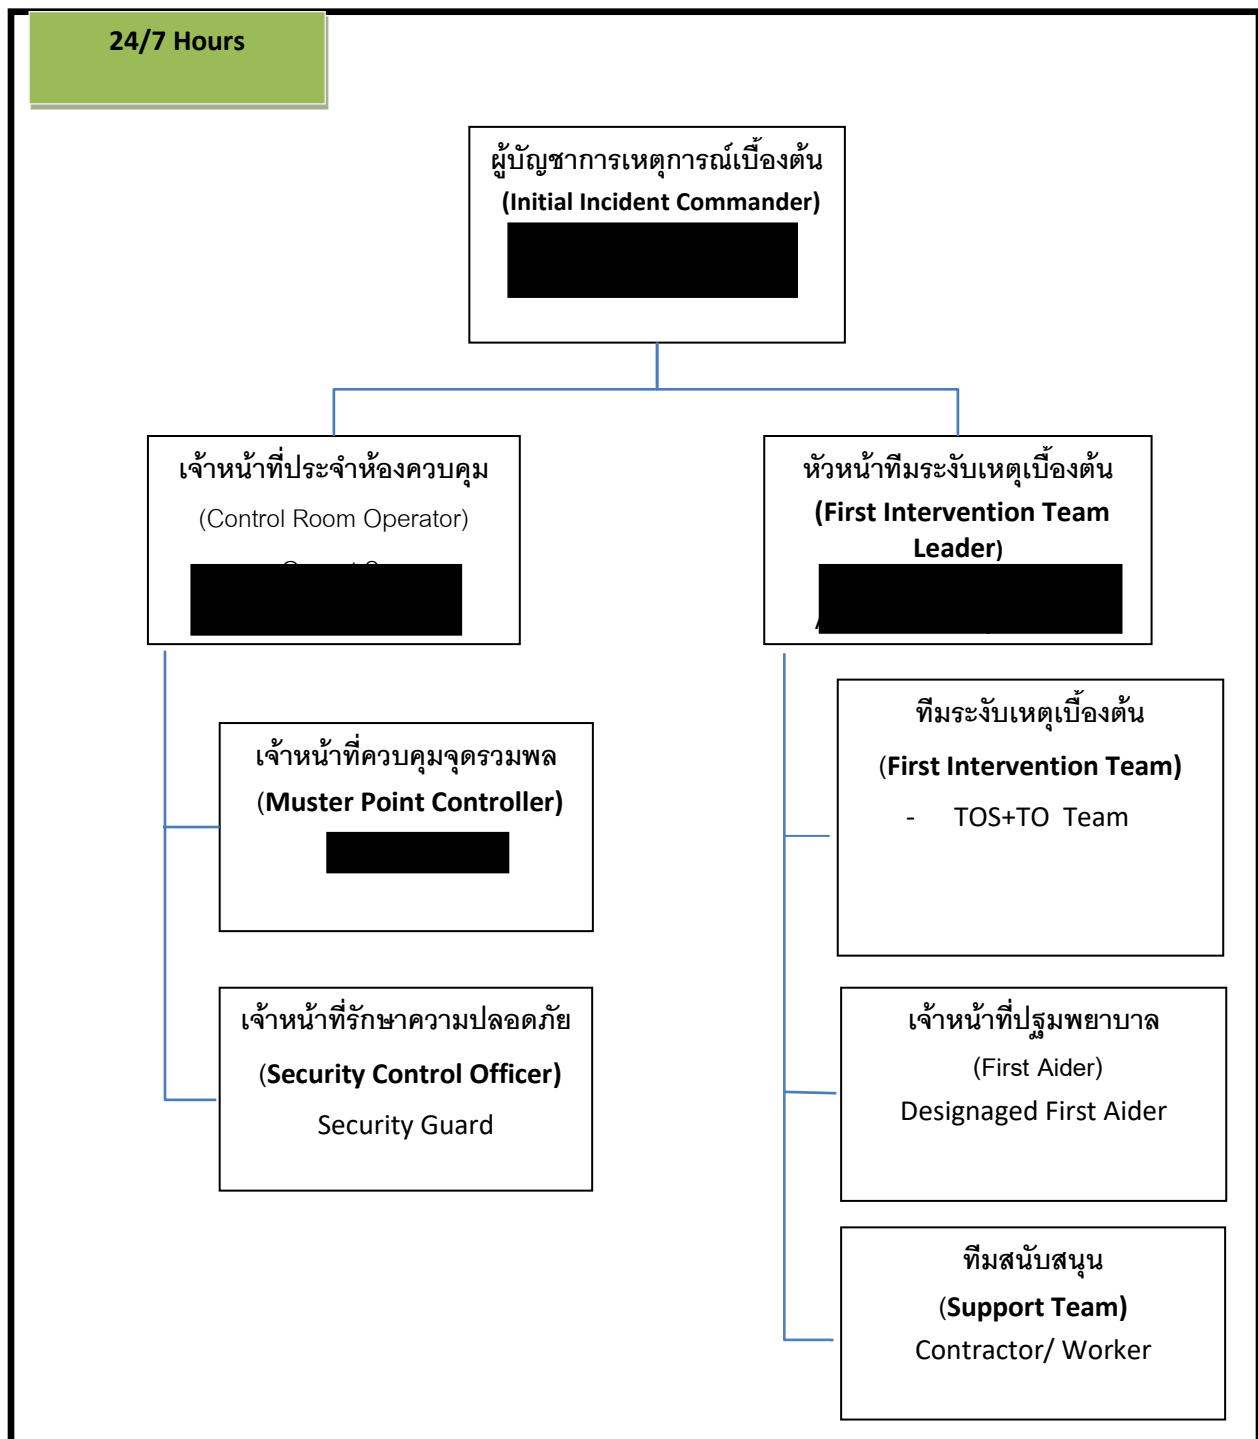 24/7 Hours
ผู้บัญชาการเหตุการณ์เบื้องต้น
(Initial Incident Commander)
เจ้าหน้าที่ประจำห้องควบคุม
(Control Room Operator)
หัวหน้าทีมระงับเหตุเบื้องต้น
(First Intervention Team
Leader)
เจ้าหน้าที่ควบคุมจุดรวมพล
(Muster Point Controller)
เจ้าหน้าที่รักษาความปลอดภัย
(Security Control Officer)
Security Guard
ทีมระงับเหตุเบื้องต้น
(First Intervention Team)
- TOS+TO Team
เจ้าหน้าที่ปฐมพยาบาล
(First Aider)
Designaged First Aider
ทีมสนับสนุน
(Support Team)
Contractor/ Worker